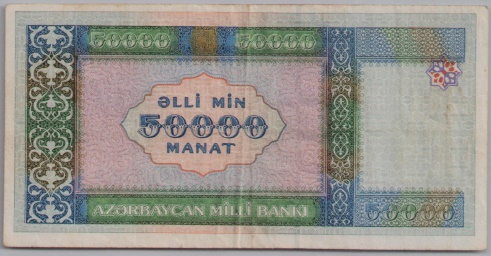 50000 50000
ƏLLİ MİN
50000
MANAT
AZƏRBAYCAN MİLLİ BANKI
50000